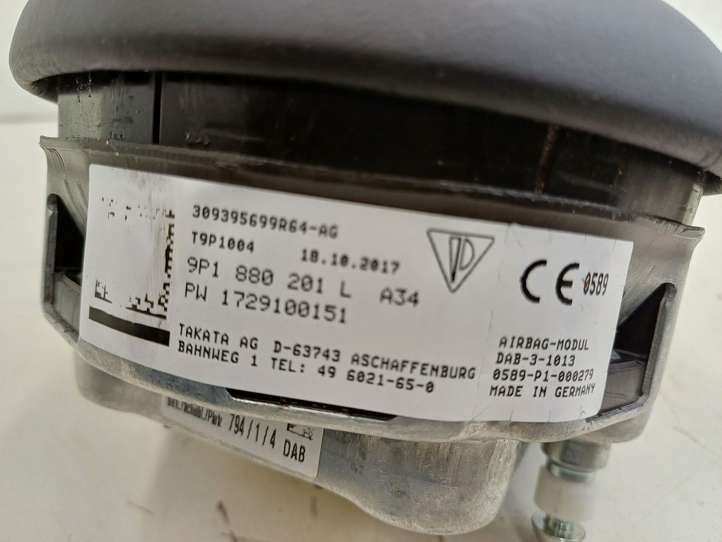 309395699R64-AG
T9P1004 18.10.2017
9P1 880 201 L A34
PW 1729100151
TAKATA AG D-63743 ASCHAFFENBURG
BAHNWEG 1 TEL: 49 6021-65-0
CE 0589
AIRBAG-MODUL
DAB-3-1013
0589-P1-000279
MADE IN GERMANY
794/1/4 DAB